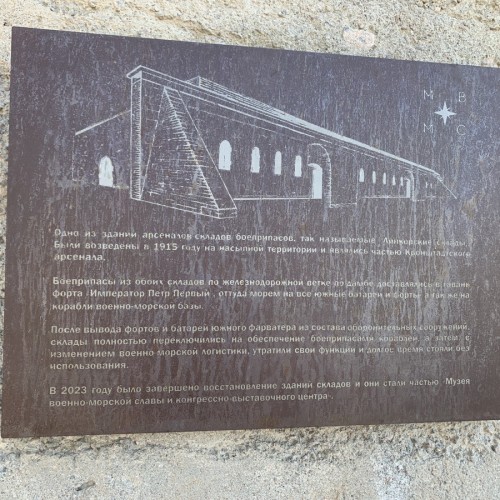 М В
М С
Одно из зданий арсеналов складов боеприпасов, так называемые
Были возведены в 1915 году на насыпной территории и являлись частью Кронштадтского
арсенала.
Боеприпасы из обоих складов по железнодорожной ветке по дамбе доставлялись в гавань
форта "Император Петр Первый", оттуда морем на все южные батареи и форты, а так же на
корабли военно-морской базы.
После вывода фортов и батарей южного фарватера из состава оборонительных сооружений,
склады полностью переключились на обеспечение боеприпасами кораблей, а затем, с
изменением военно морской логистики, утратили свои функции и долгое время стояли без
использования.
В 2023 году было завершено восстановление зданий складов и они стали частью "Музея
военно-морской славы и конгрессно-выставочного центра".